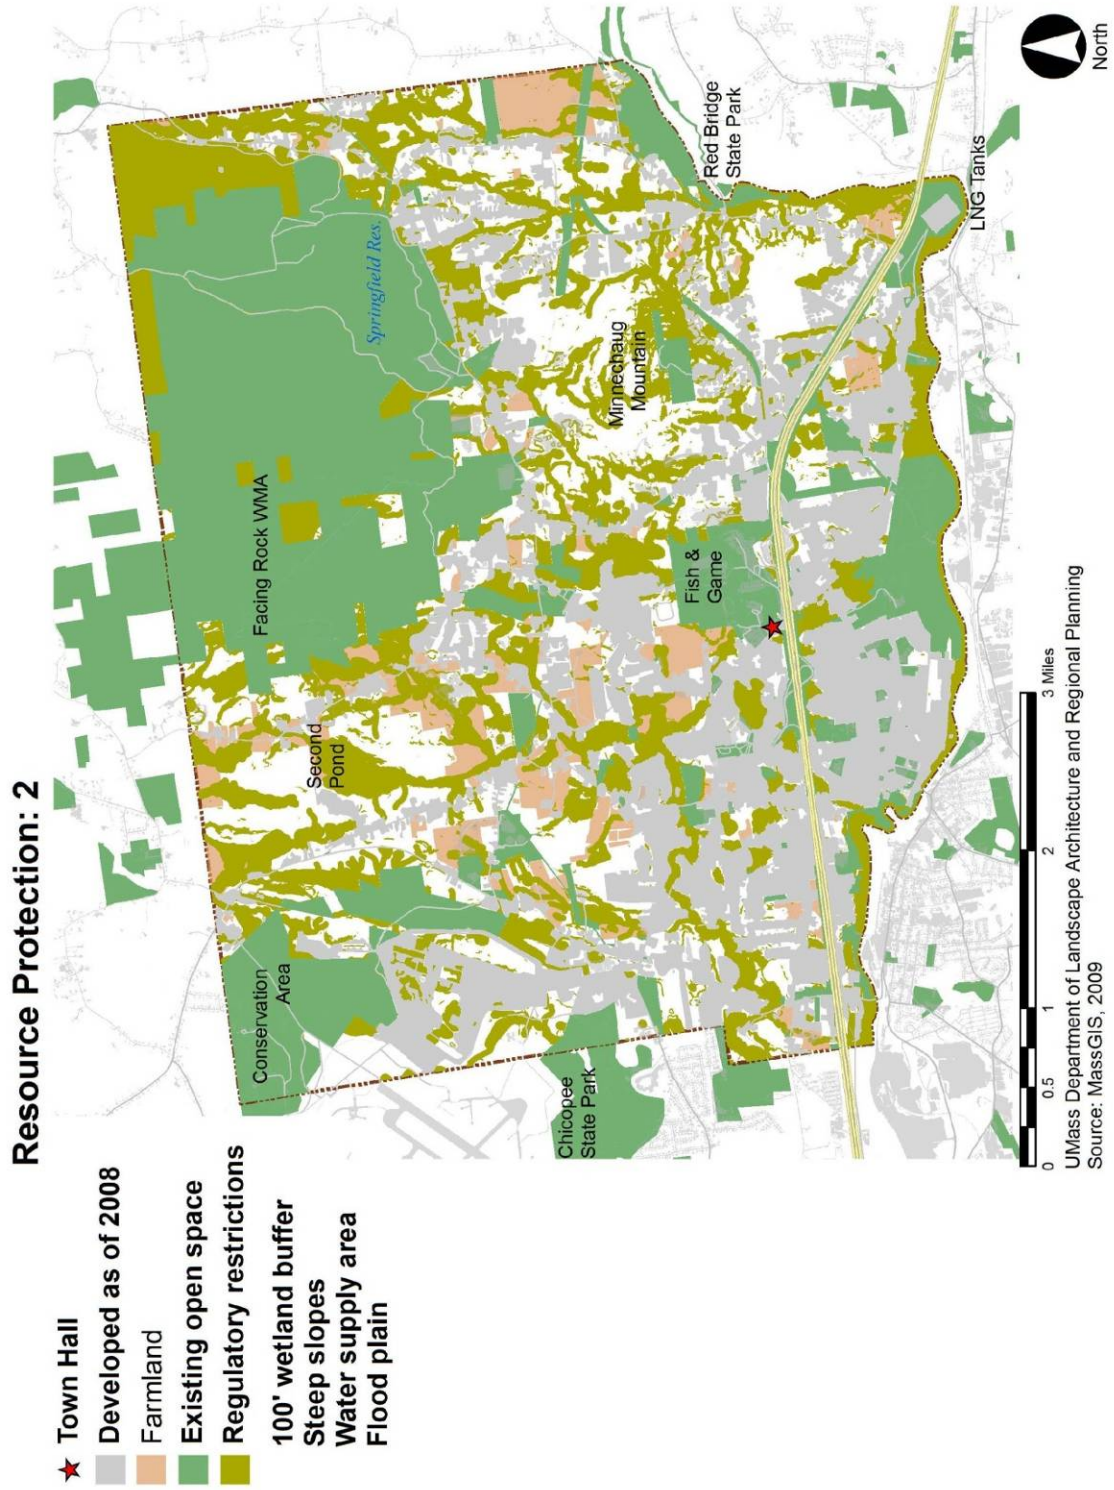 Resource Protection: 2
Town Hall
Developed as of 2008
Farmland
Existing open space
Regulatory restrictions
100' wetland buffer
Steep slopes
Water supply area
Flood plain
Conservation
Area
Second
Pond
Facing Rock WMA
Springfield Res.
Chicopee
State Park
Fish &
Game
Minnechaug
Mountain
Red Bridge
State Park
LNG Tanks
0 0.5 1 2 3 Miles
UMass Department of Landscape Architecture and Regional Planning
Source: MassGIS, 2009
North